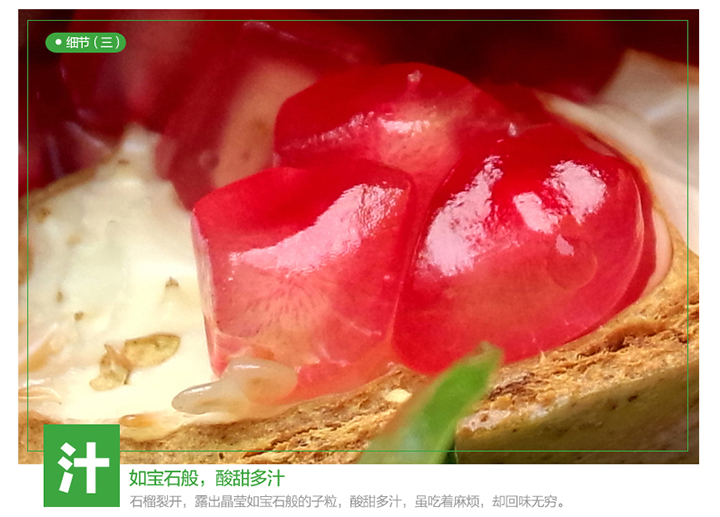 细节（三）
汁
如宝石般，酸甜多汁
石榴裂开，露出晶莹如宝石般的子粒，酸甜多汁，虽吃着麻烦，却回味无穷。